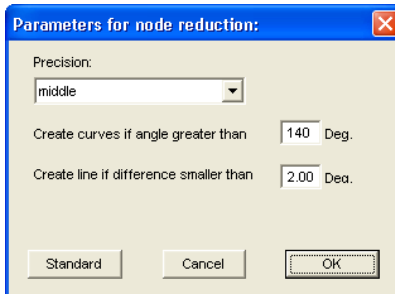 Parameters for node reduction:
Precision:
middle
Create curves if angle greater than 140 Deg.
Create line if difference smaller than 2.00 Deg.
Standard Cancel OK